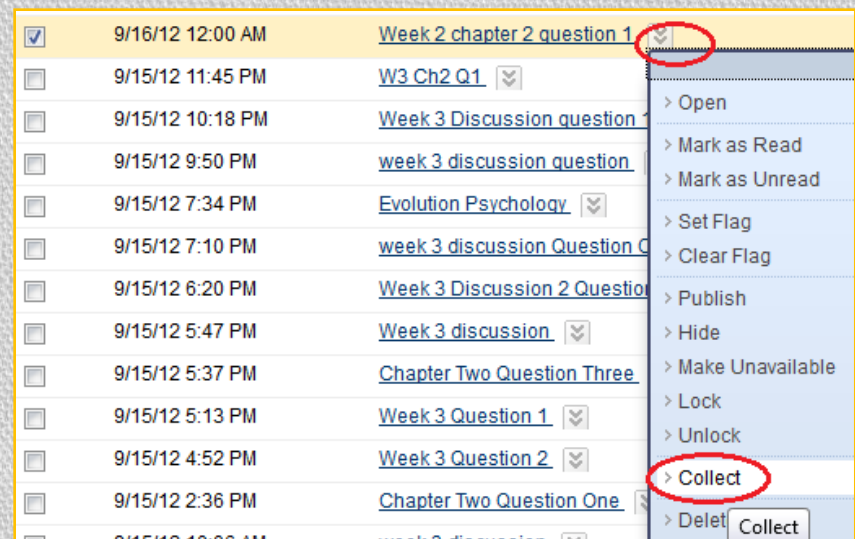 9/16/12 12:00 AM Week 2 chapter 2 question 1
9/15/12 11:45 PM W3 Ch2 Q1
9/15/12 10:18 PM Week 3 Discussion question
9/15/12 9:50 PM week 3 discussion question
9/15/12 7:34 PM Evolution Psychology
9/15/12 7:10 PM week 3 discussion Question
9/15/12 6:20 PM Week 3 Discussion 2
9/15/12 5:47 PM Week 3 discussion
9/15/12 5:37 PM Chapter Two Question Three
9/15/12 5:13 PM Week 3 Question 1
9/15/12 4:52 PM Week 3 Question 2
9/15/12 2:36 PM Chapter Two Question One
> Open
> Mark as Read
> Mark as Unread
> Set Flag
> Clear Flag
> Publish
> Hide
> Make Unavailable
> Lock
> Unlock
> Collect
> Delet
Collect